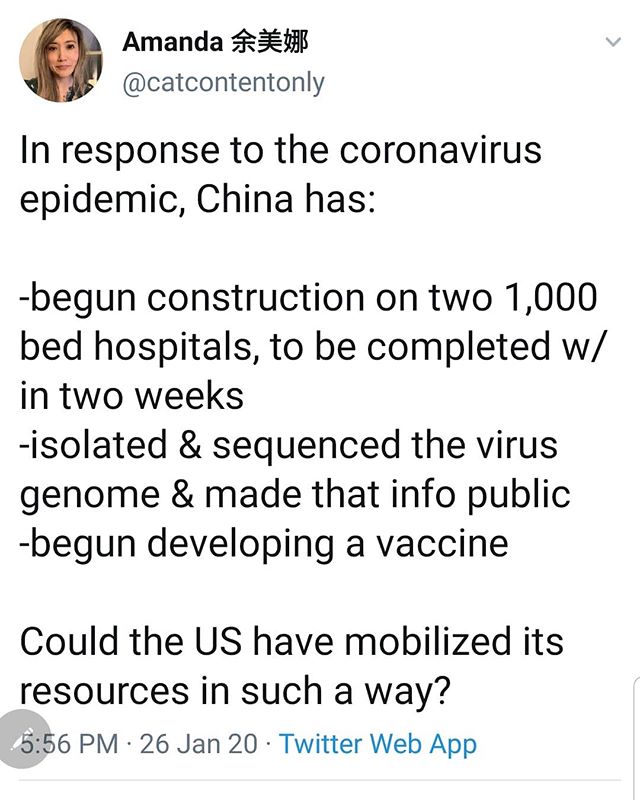 Amanda 余美娜
@catcontentonly
In response to the coronavirus
epidemic, China has:
-begun construction on two 1,000
bed hospitals, to be completed w/
in two weeks
-isolated & sequenced the virus
genome & made that info public
-begun developing a vaccine
Could the US have mobilized its
resources in such a way?
5:56 PM · 26 Jan 20 · Twitter Web App